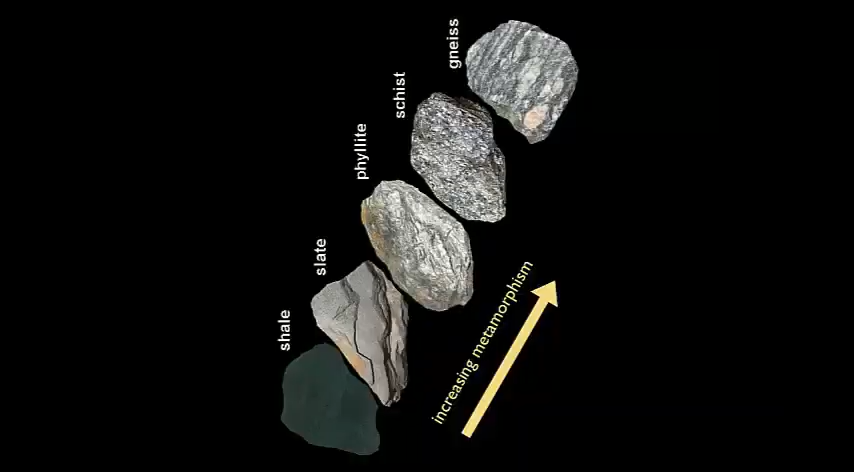 gneiss
schist
phyllite
slate
shale
increasing metamorphism